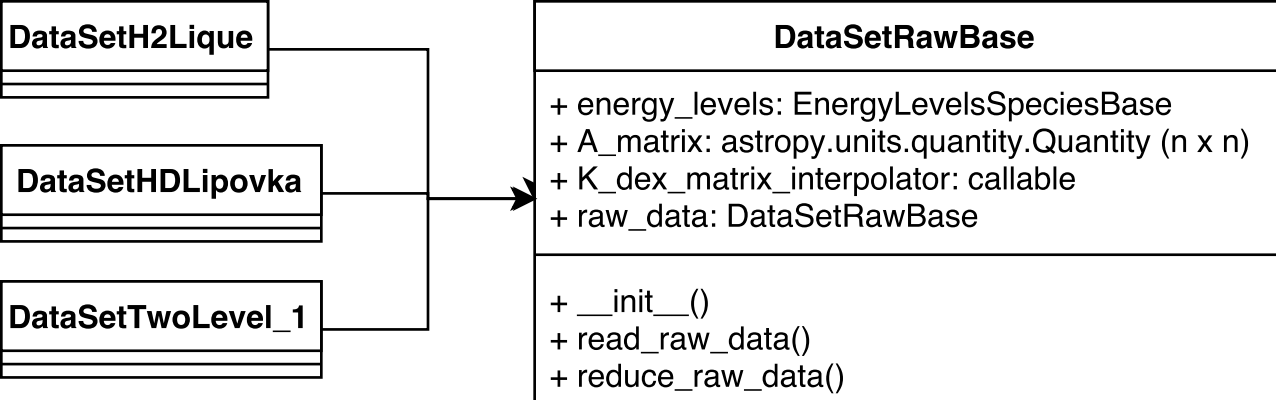 DataSetH2Lique
DataSetHDLipovka
DataSetTwoLevel_1
DataSetRawBase
+ energy_levels: EnergyLevelsSpeciesBase
+ A_matrix: astropy.units.quantity.Quantity (n x n)
+ K_dex_matrix_interpolator: callable
+ raw_data: DataSetRawBase
+ __init__()
+ read_raw_data()
+ reduce_raw_data()